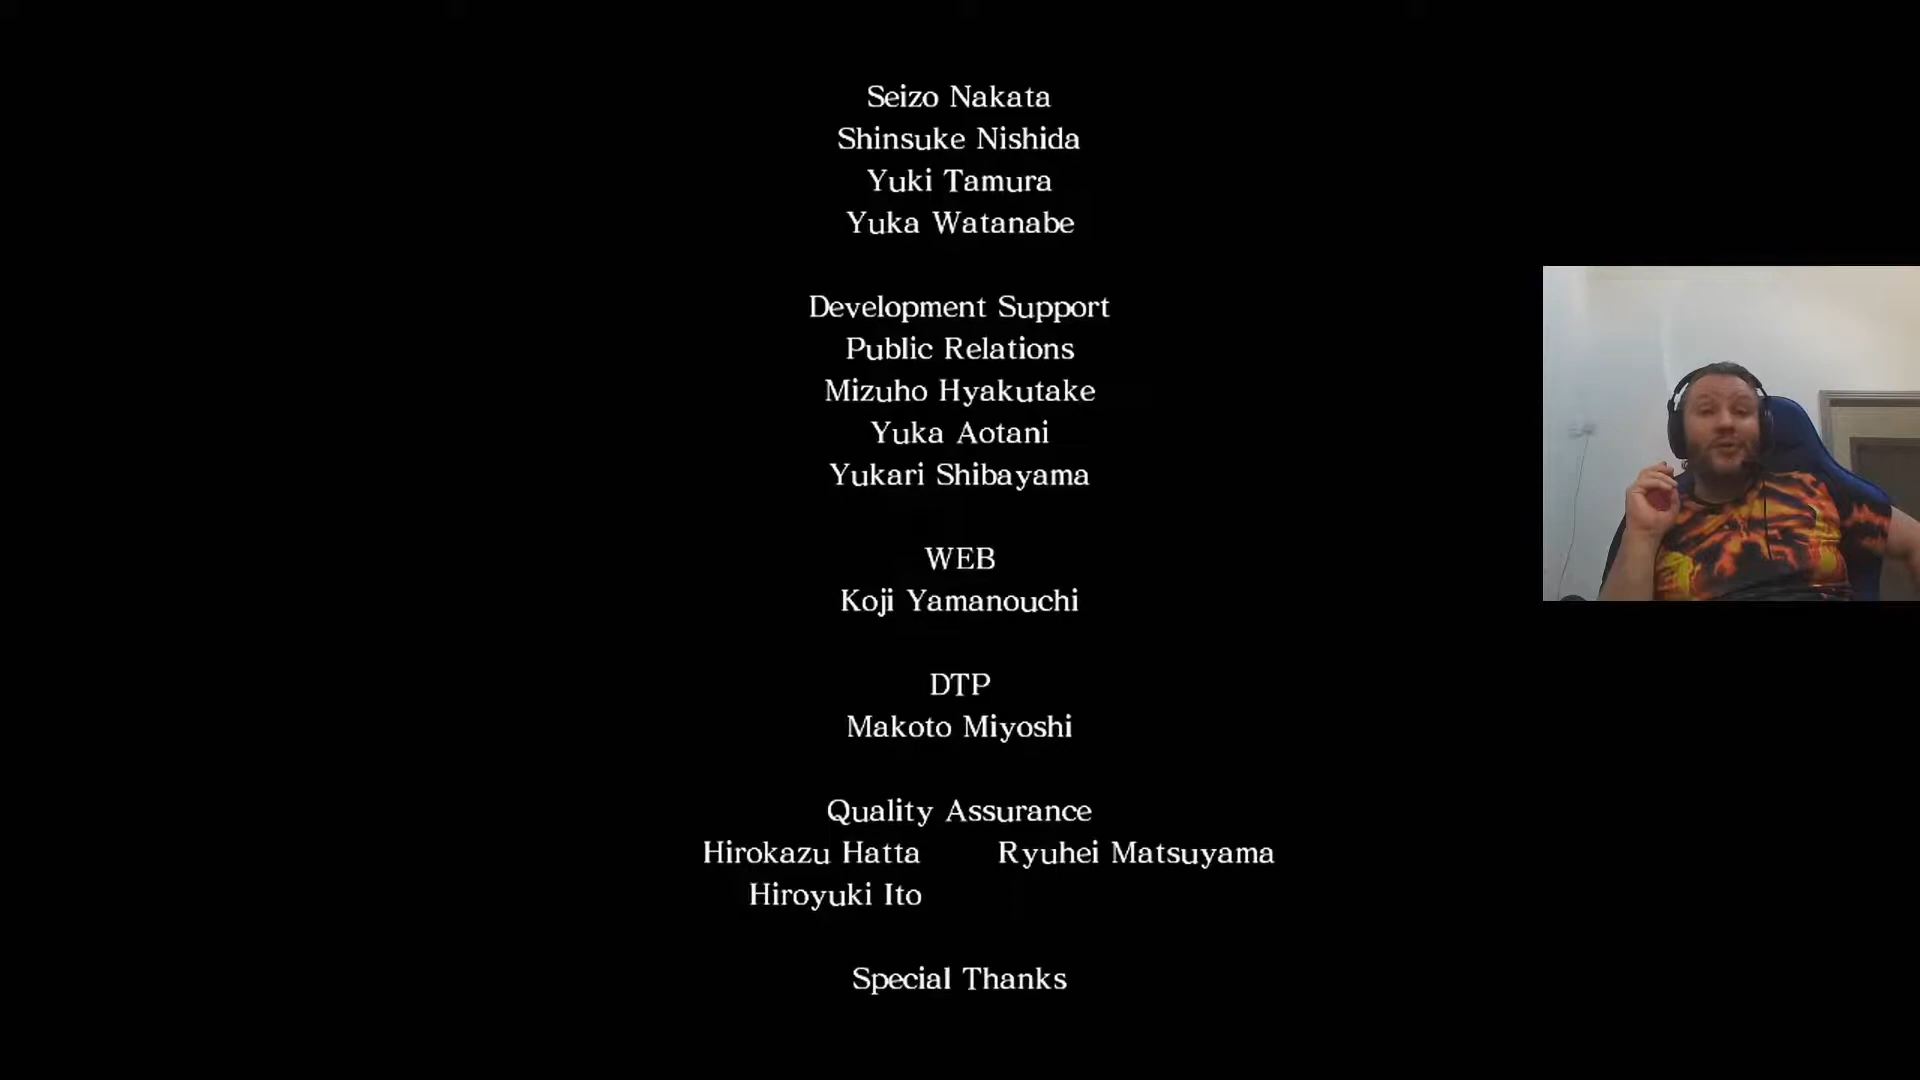 Seizo Nakata
Shinsuke Nishida
Yuki Tamura
Yuka Watanabe
Development Support
Public Relations
Mizuho Hyakutake
Yuka Aotani
Yukari Shibayama
WEB
Koji Yamanouchi
DTP
Makoto Miyoshi
Quality Assurance
Hirokazu Hatta Ryuhei Matsuyama
Hiroyuki Ito
Special Thanks